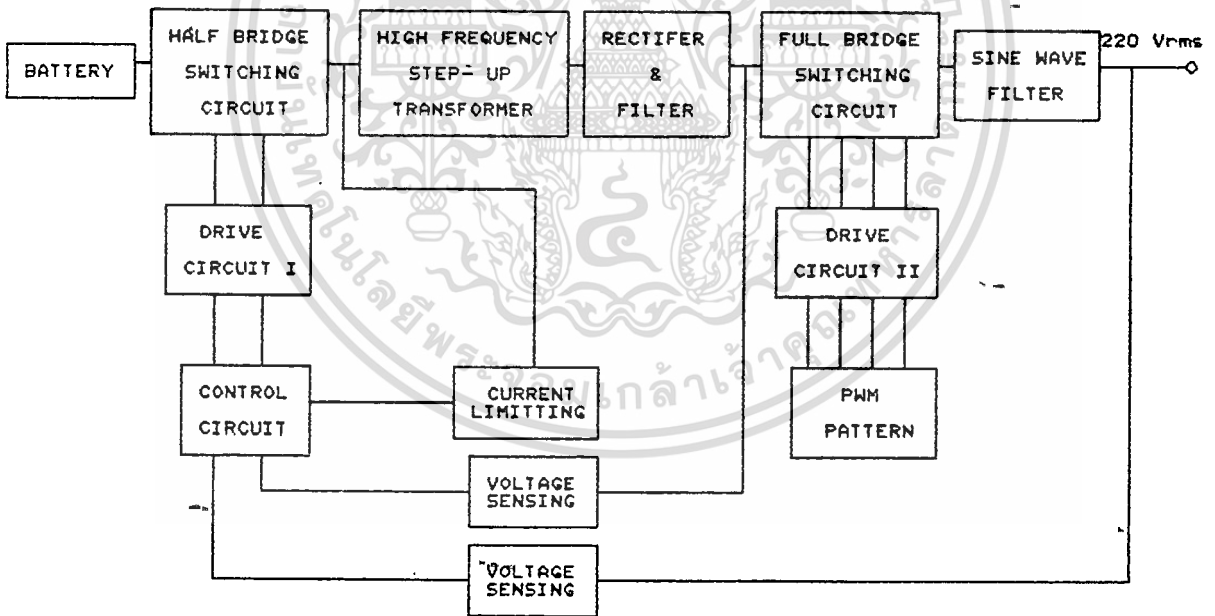 HALF BRIDGE
SWITCHING
CIRCUIT
HIGH FREQUENCY
STEP- UP
TRANSFORMER
RECTIFER
&
FILTER
FULL BRIDGE
SWITCHING
CIRCUIT
SINE WAVE
FILTER
220 Vrms
BATTERY
DRIVE
CIRCUIT I
DRIVE
CIRCUIT II
CONTROL
CIRCUIT
CURRENT
LIMITTING
PWM
PATTERN
VOLTAGE
SENSING
VOLTAGE
SENSING